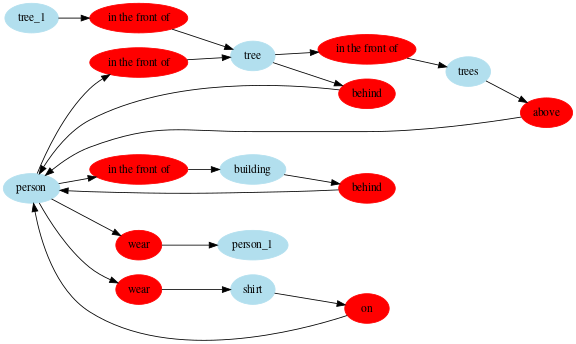 tree_1
in the front of
in the front of
tree
in the front of
trees
behind
above
person
in the front of
building
behind
wear
person_1
wear
shirt
on